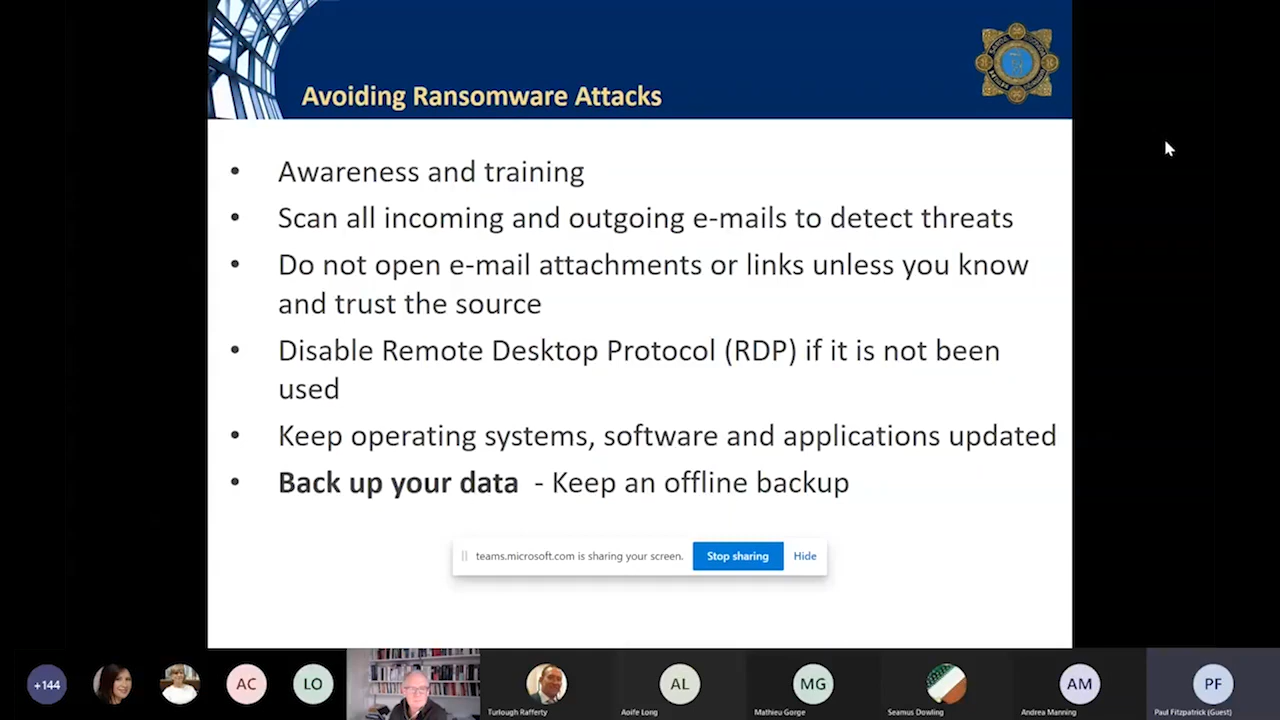 Avoiding Ransomware Attacks
• Awareness and training
• Scan all incoming and outgoing e-mails to detect threats
• Do not open e-mail attachments or links unless you know
and trust the source
• Disable Remote Desktop Protocol (RDP) if it is not been
used
• Keep operating systems, software and applications updated
• Back up your data - Keep an offline backup
teams.microsoft.com is sharing your screen. Stop sharing Hide
+144 AC LO AL MG AM PF
Turlough Rafferty Aoife Long Mathieu Gorge Seamus Dowling Andrea Manning Paul Fitzpatrick (Guest)